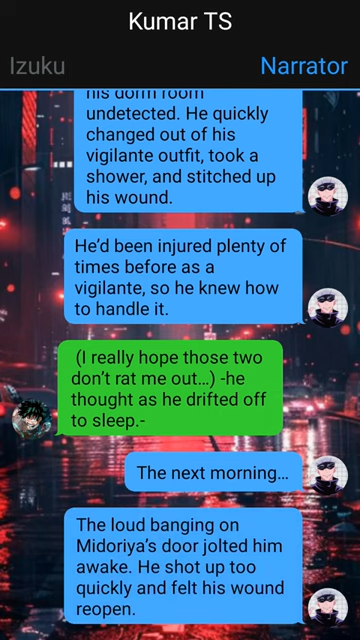 Kumar TS
Izuku
Narrator
his dorm room
undetected. He quickly
changed out of his
vigilante outfit, took a
shower, and stitched up
his wound.
He’d been injured plenty of
times before as a
vigilante, so he knew how
to handle it.
(I really hope those two
don’t rat me out…) -he
thought as he drifted off
to sleep.-
The next morning…
The loud banging on
Midoriya’s door jolted him
awake. He shot up too
quickly and felt his wound
reopen.